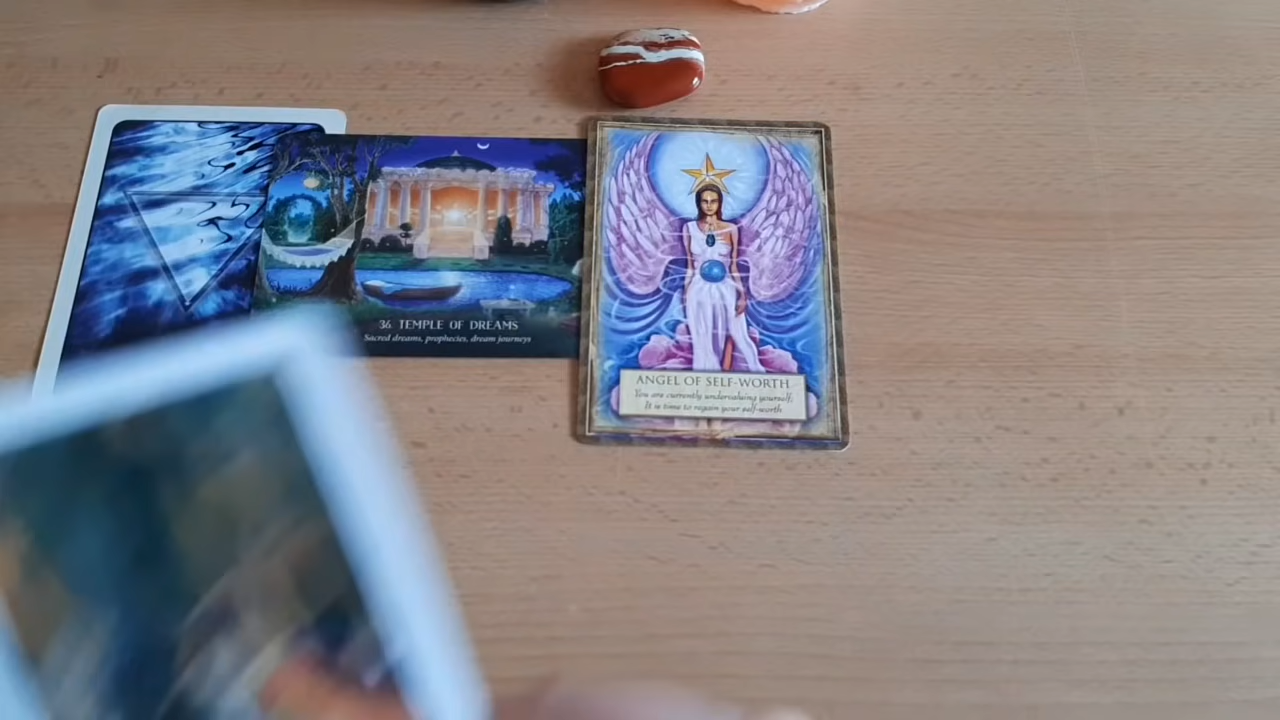 36 TEMPLE OF DREAMS
Sacred dreams, prophecies, dream journeys
ANGEL OF SELF-WORTH
You are currently undervaluing yourself;
It is time to regain your self-worth